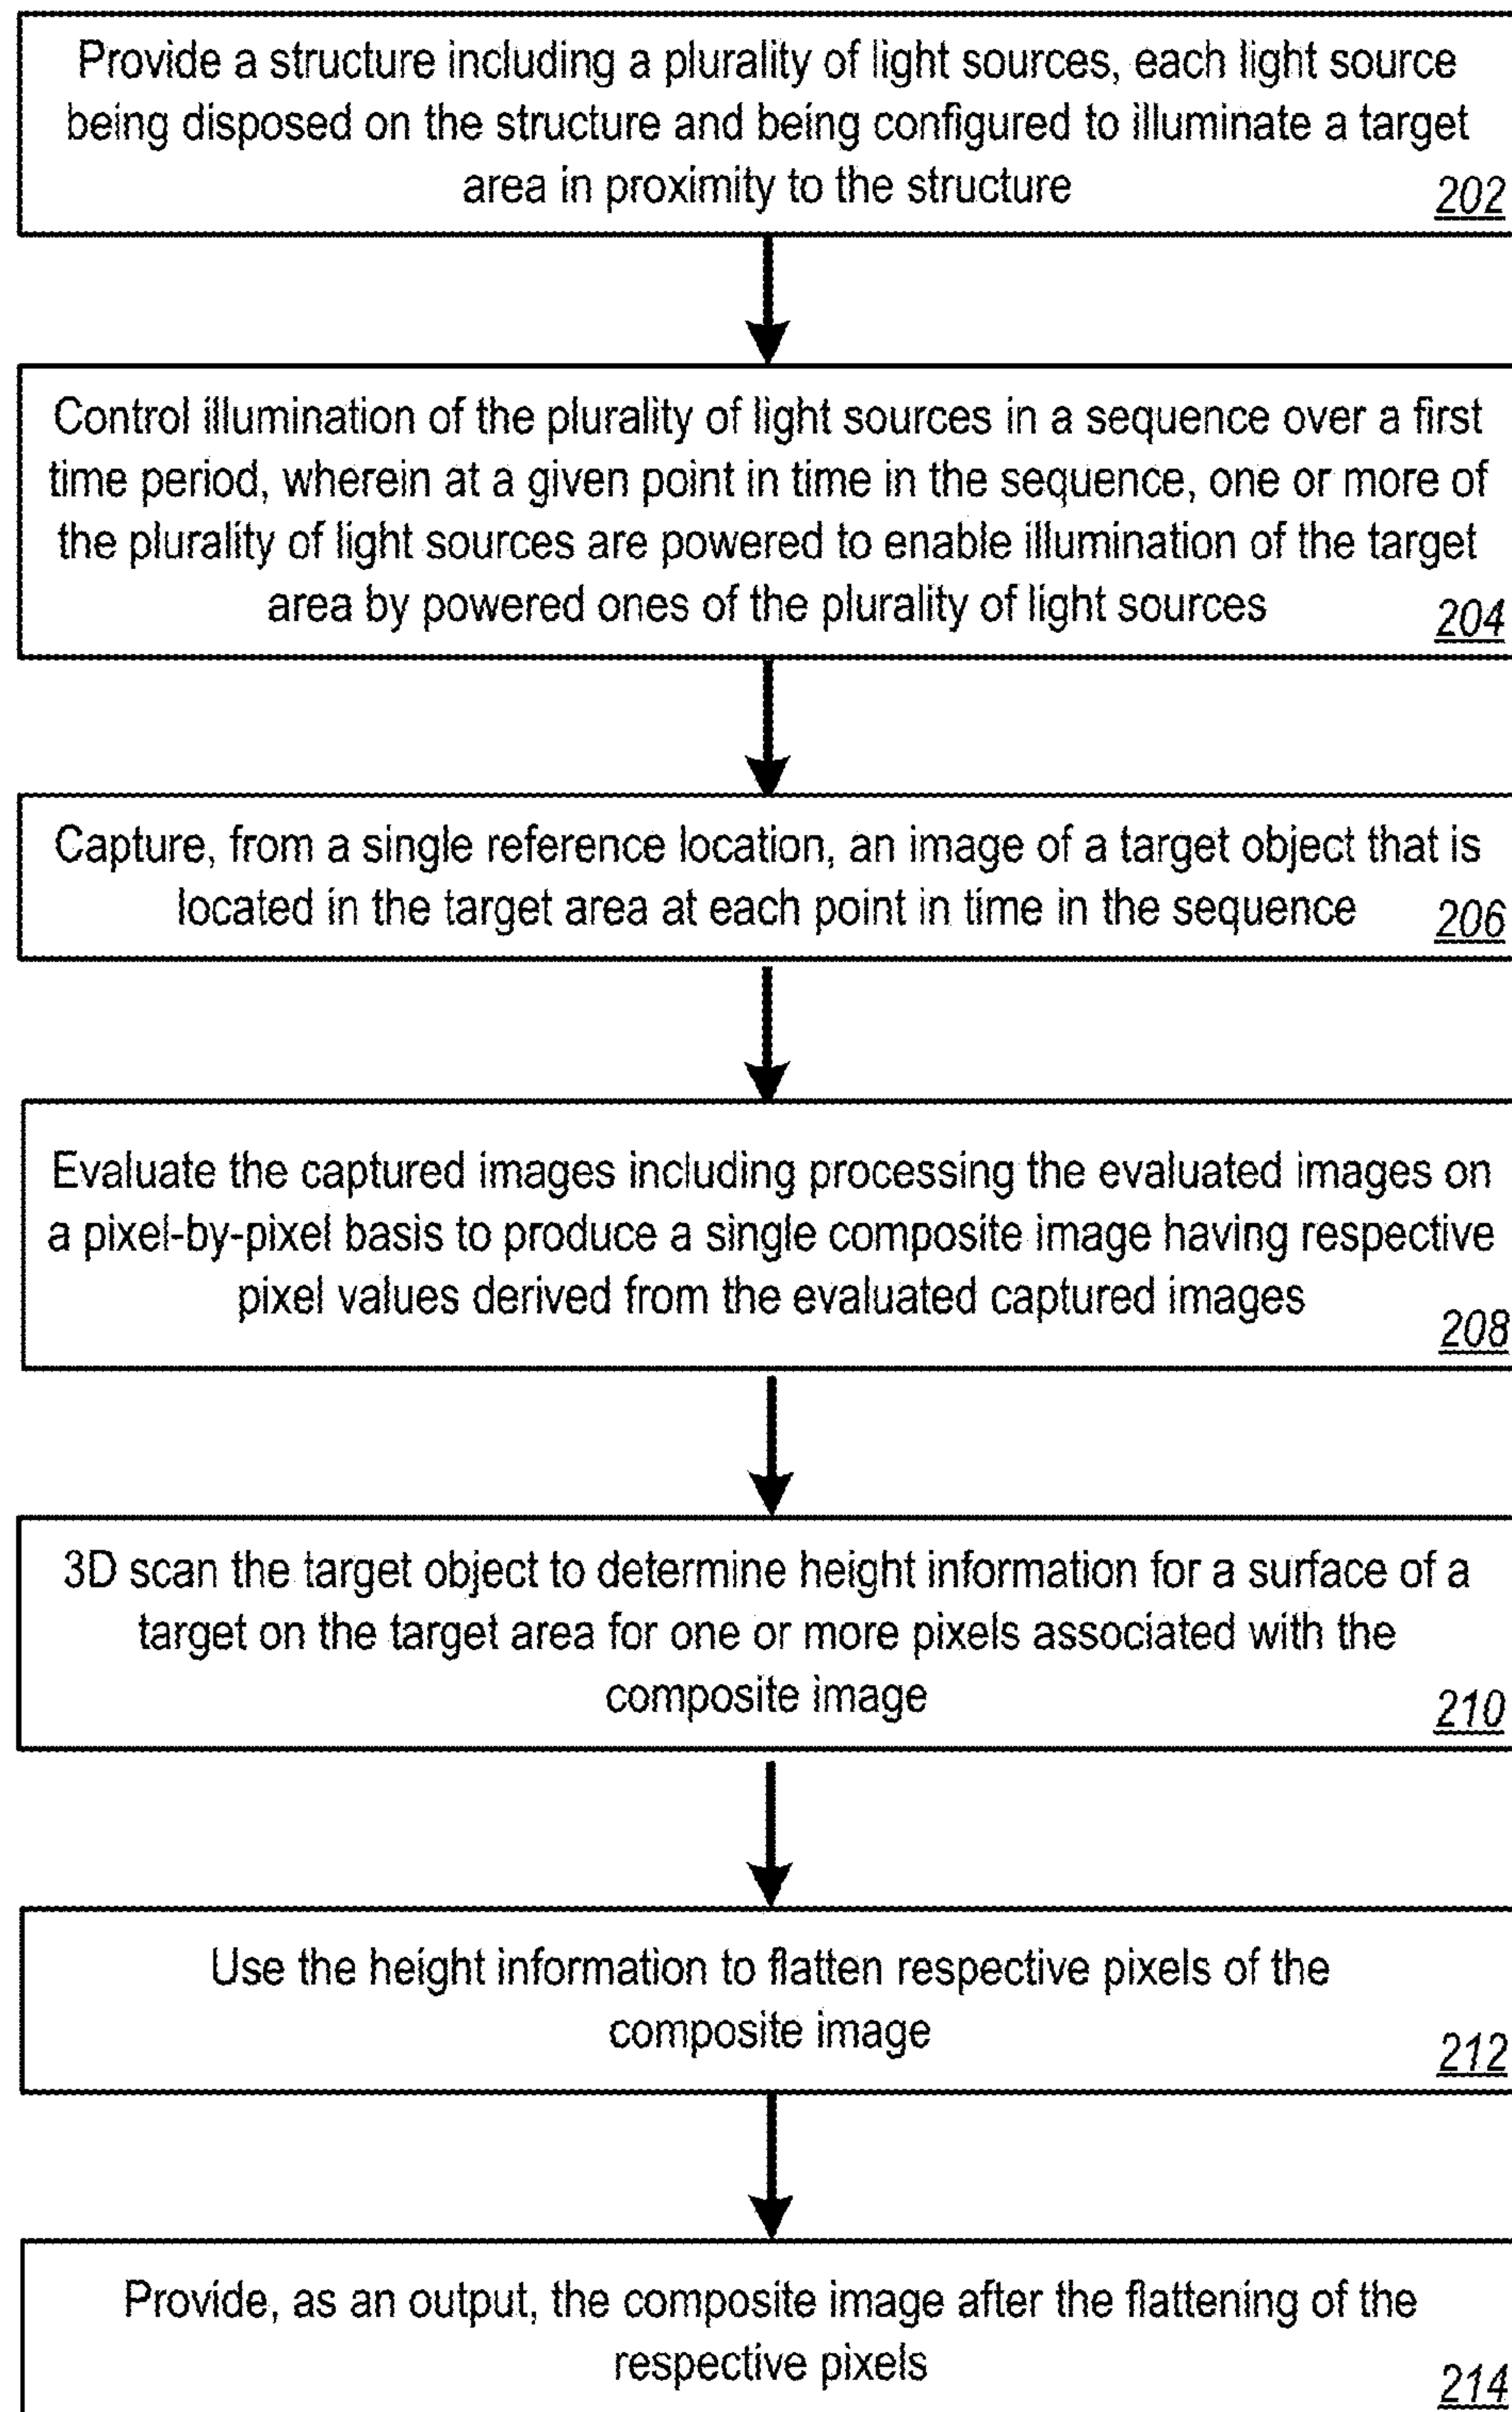 Provide a structure including a plurality of light sources, each light source
being disposed on the structure and being configured to illuminate a target
area in proximity to the structure
202
Control illumination of the plurality of light sources in a sequence over a first
time period, wherein at a given point in time in the sequence, one or more of
the plurality of light sources are powered to enable illumination of the target
area by powered ones of the plurality of light sources
204
Capture, from a single reference location, an image of a target object that is
located in the target area at each point in time in the sequence
206
Evaluate the captured images including processing the evaluated images on
a pixel-by-pixel basis to produce a single composite image having respective
pixel values derived from the evaluated captured images
208
3D scan the target object to determine height information for a surface of a
target on the target area for one or more pixels associated with the
composite image
210
Use the height information to flatten respective pixels of the
composite image
212
Provide, as an output, the composite image after the flattening of the
respective pixels
214